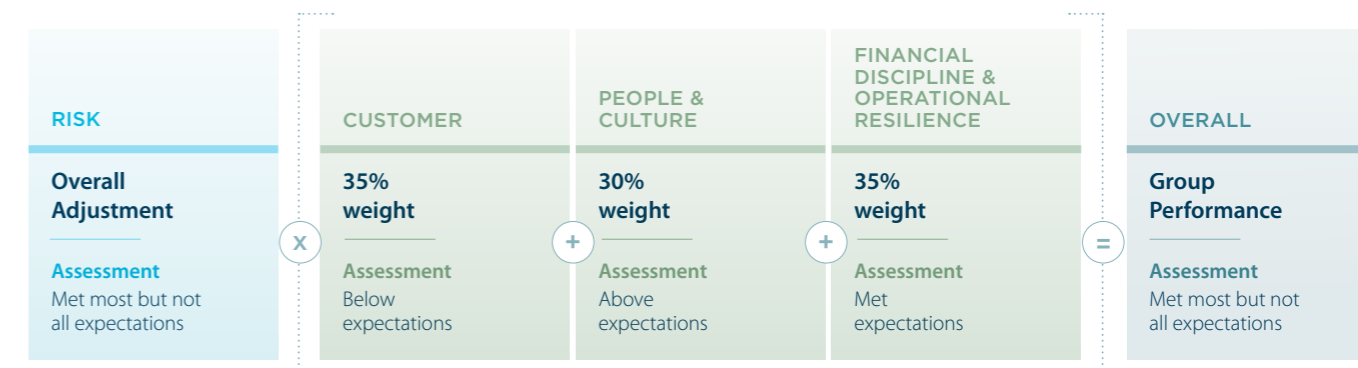 RISK
Overall
Adjustment
Assessment
Met most but not
all expectations
x
CUSTOMER
35%
weight
Assessment
Below
expectations
+
PEOPLE &
CULTURE
30%
weight
Assessment
Above
expectations
+
FINANCIAL
DISCIPLINE &
OPERATIONAL
RESILIENCE
35%
weight
Assessment
Met
expectations
=
OVERALL
Group
Performance
Assessment
Met most but not
all expectations